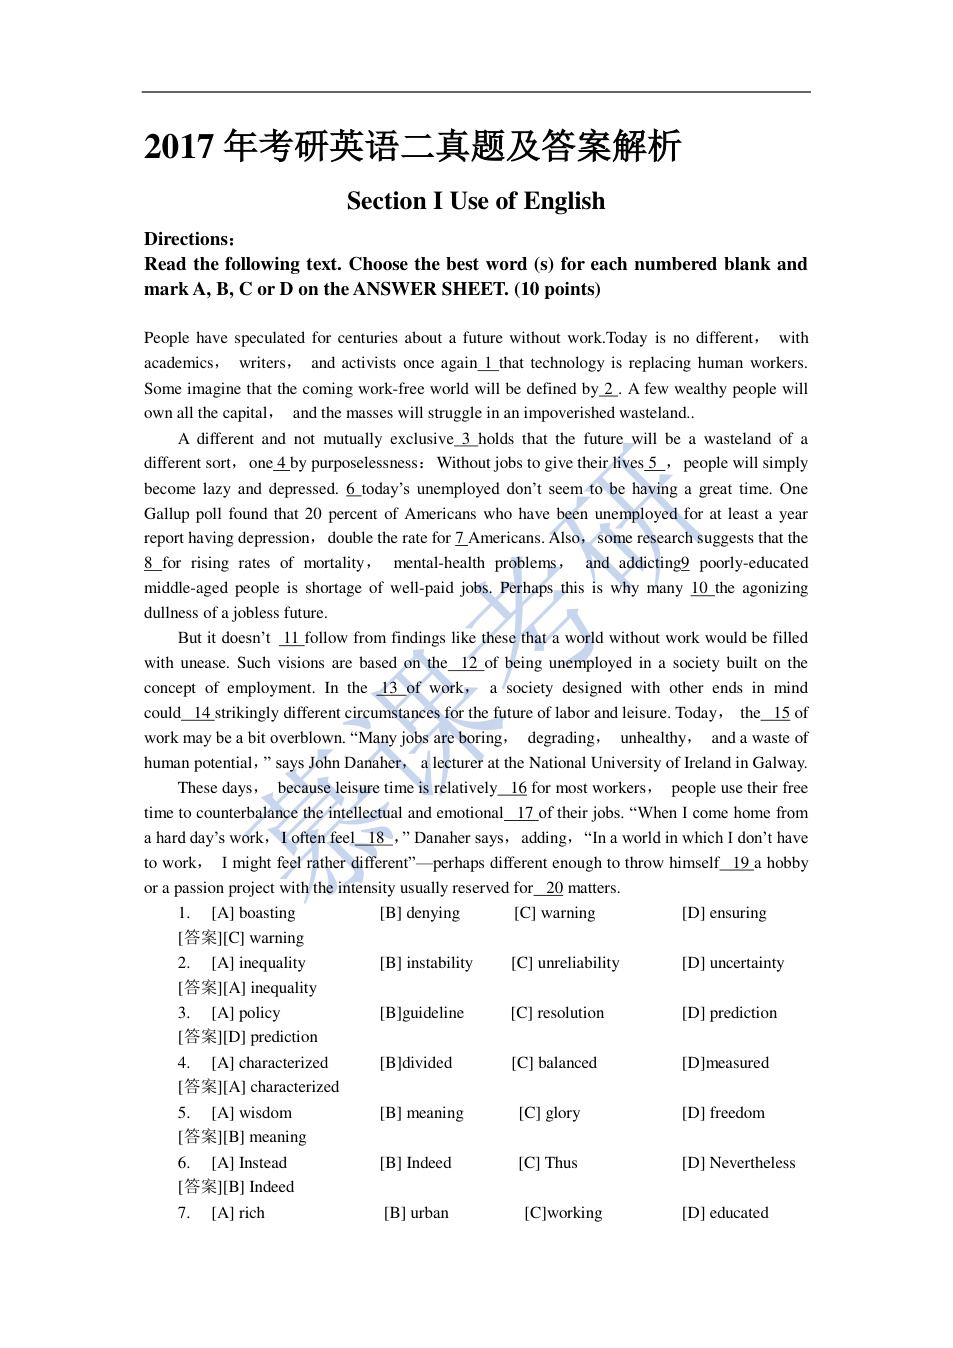 2017 年考研英语二真题及答案解析
Section I Use of English
Directions：
Read the following text. Choose the best word (s) for each numbered blank and
mark A, B, C or D on the ANSWER SHEET. (10 points)
People have speculated for centuries about a future without work.Today is no different， with
academics， writers， and activists once again 1 that technology is replacing human workers.
Some imagine that the coming work-free world will be defined by 2 . A few wealthy people will
own all the capital， and the masses will struggle in an impoverished wasteland..
A different and not mutually exclusive 3 holds that the future will be a wasteland of a
different sort，one 4 by purposelessness：Without jobs to give their lives 5 ，people will simply
become lazy and depressed. 6 today’s unemployed don’t seem to be having a great time. One
Gallup poll found that 20 percent of Americans who have been unemployed for at least a year
report having depression，double the rate for 7 Americans. Also，some research suggests that the
8 for rising rates of mortality， mental-health problems， and addicting9 poorly-educated
middle-aged people is shortage of well-paid jobs. Perhaps this is why many 10 the agonizing
dullness of a jobless future.
But it doesn’t 11 follow from findings like these that a world without work would be filled
with unease. Such visions are based on the 12 of being unemployed in a society built on the
concept of employment. In the 13 of work， a society designed with other ends in mind
could 14 strikingly different circumstances for the future of labor and leisure. Today， the 15 of
work may be a bit overblown. “Many jobs are boring， degrading， unhealthy， and a waste of
human potential，” says John Danaher，a lecturer at the National University of Ireland in Galway.
These days， because leisure time is relatively 16 for most workers， people use their free
time to counterbalance the intellectual and emotional 17 of their jobs. “When I come home from
a hard day’s work，I often feel 18 ，” Danaher says，adding，“In a world in which I don’t have
to work， I might feel rather different”—perhaps different enough to throw himself 19 a hobby
or a passion project with the intensity usually reserved for 20 matters.
1. [A] boasting [B] denying [C] warning [D] ensuring
[答案][C] warning
2. [A] inequality [B] instability [C] unreliability [D] uncertainty
[答案][A] inequality
3. [A] policy [B]guideline [C] resolution [D] prediction
[答案][D] prediction
4. [A] characterized [B]divided [C] balanced [D]measured
[答案][A] characterized
5. [A] wisdom [B] meaning [C] glory [D] freedom
[答案][B] meaning
6. [A] Instead [B] Indeed [C] Thus [D] Nevertheless
[答案][B] Indeed
7. [A] rich [B] urban [C]working [D] educated
慕课考研